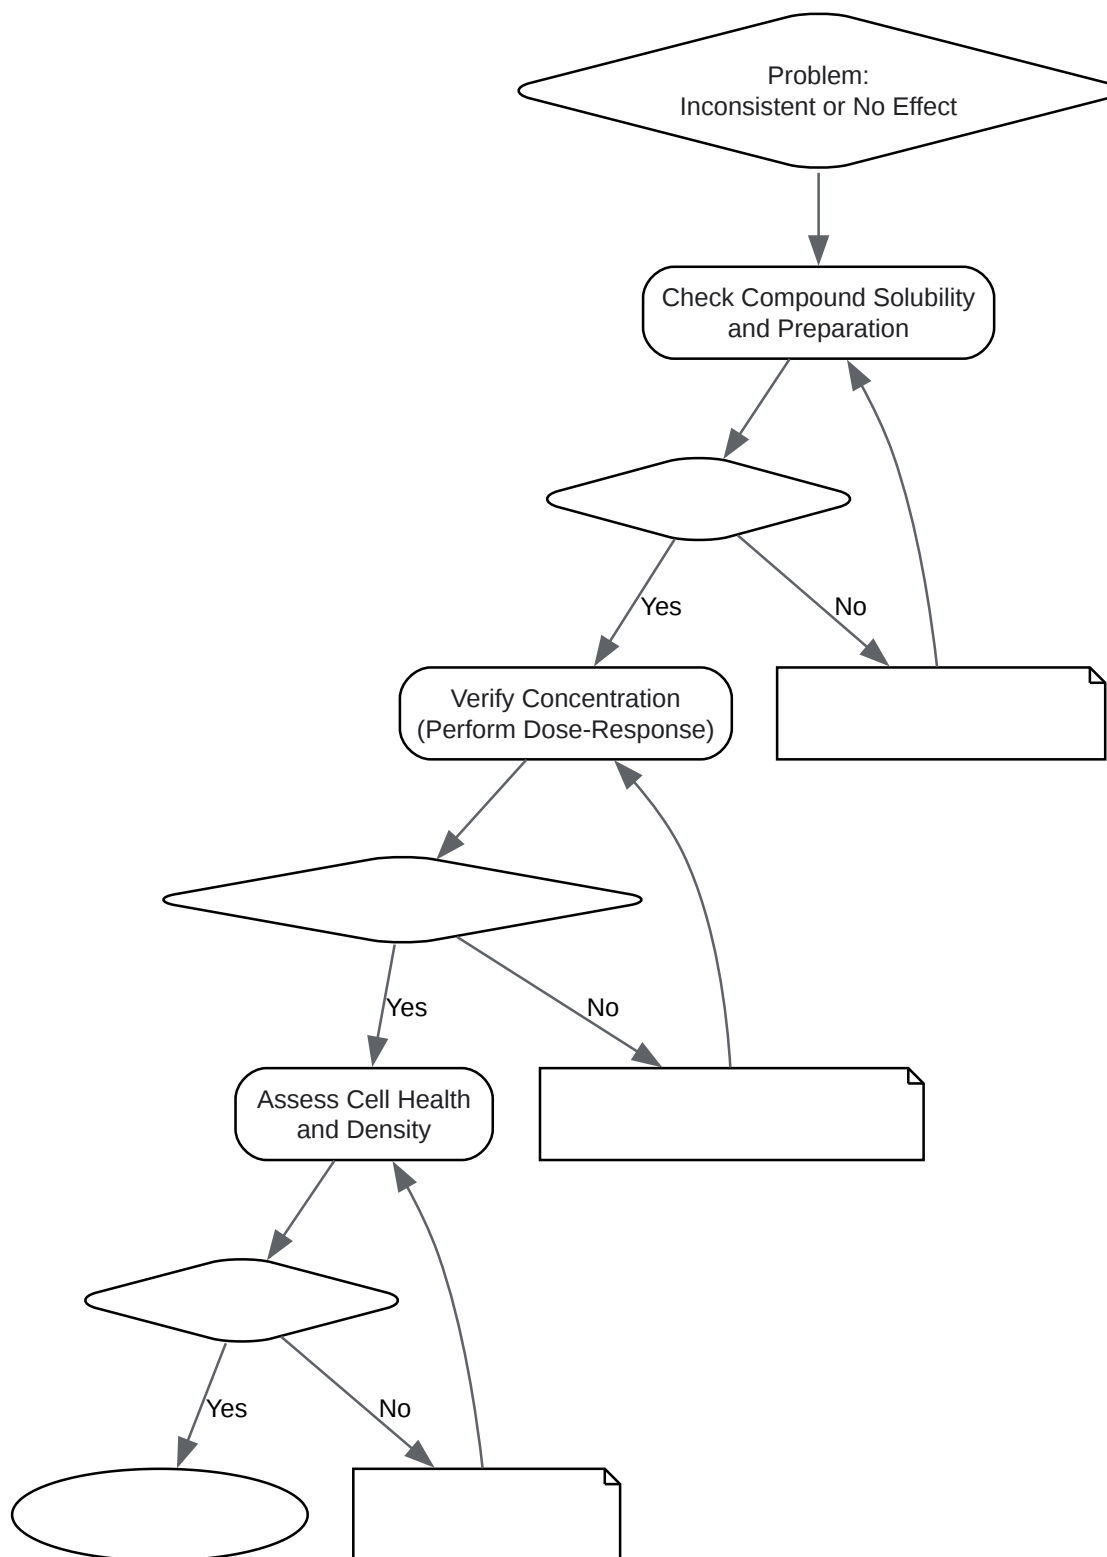 Problem:
Inconsistent or No Effect
Check Compound Solubility
and Preparation
Yes
No
Verify Concentration
(Perform Dose-Response)
Yes
No
Assess Cell Health
and Density
Yes
No